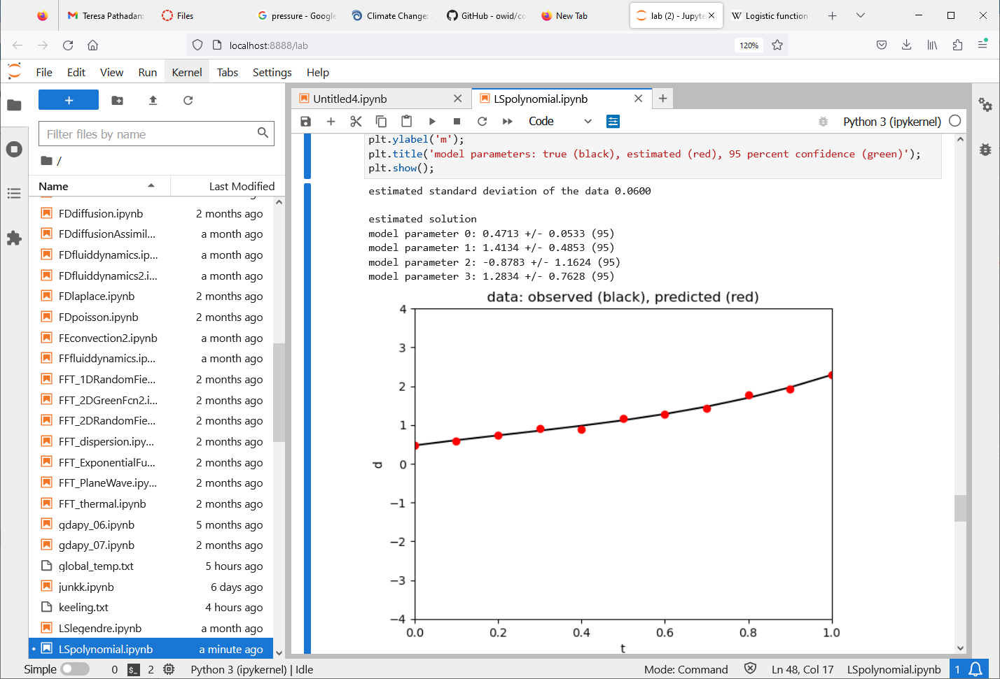 Teresa Pathadan:
Files
pressure - Google
Climate Change:
GitHub - owid/co
New Tab
lab (2) - Jupyte
Logistic function
localhost:8888/lab
120%
File Edit View Run Kernel Tabs Settings Help
+
Filter files by name
/
Name Last Modified
FDdiffusion.ipynb 2 months ago
FDdiffusionAssimil... a month ago
FDfluiddynamics.ip... a month ago
FDfluiddynamics2.i... a month ago
FDlaplace.ipynb 2 months ago
FDpoisson.ipynb 2 months ago
FEconvection2.ipynb a month ago
FFfluiddynamics.ip... a month ago
FFT_1DRandomFie... 2 months ago
FFT_2DGreenFcn2.i... 2 months ago
FFT_2DRandomFie... 2 months ago
FFT_dispersion.ipy... 2 months ago
FFT_ExponentialFu... 2 months ago
FFT_PlaneWave.ipy... 2 months ago
FFT_thermal.ipynb 2 months ago
gdapy_06.ipynb 5 months ago
gdapy_07.ipynb 2 months ago
global_temp.txt 5 hours ago
junkk.ipynb 6 days ago
keeling.txt 4 hours ago
LSlegendre.ipynb a month ago
LSpolynomial.ipynb a minute ago
Untitled4.ipynb
LSpolynomial.ipynb
Code
Python 3 (ipykernel)
plt.ylabel('m');
plt.title('model parameters: true (black), estimated (red), 95 percent confidence (green)');
plt.show();
estimated standard deviation of the data 0.0600
estimated solution
model parameter 0: 0.4713 +/- 0.0533 (95)
model parameter 1: 1.4134 +/- 0.4853 (95)
model parameter 2: -0.8783 +/- 1.1624 (95)
model parameter 3: 1.2834 +/- 0.7628 (95)
data: observed (black), predicted (red)
4
3
2
1
0
−1
−2
−3
−4
d
0.0 0.2 0.4 0.6 0.8 1.0
t
Simple 0 $_ 2 Python 3 (ipykernel) | Idle
Mode: Command Ln 48, Col 17 LSpolynomial.ipynb 1